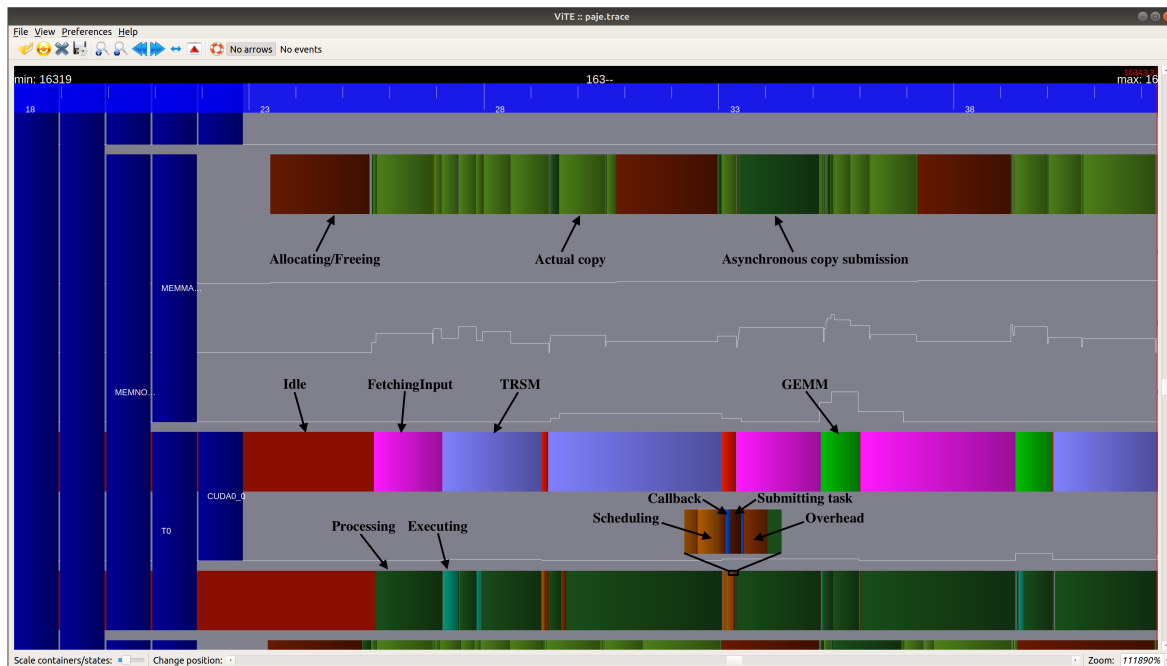 ViTE :: paje.trace
File View Preferences Help
No arrows No events
min: 16319 163-- max: 16
18 23 28 33 38
Allocating/Freeing Actual copy Asynchronous copy submission
MEMMA...
MEMNO...
Idle FetchingInput TRSM GEMM
CUDA0_0
Callback Submitting task
Scheduling Overhead
T0
Processing Executing
Scale containers/states: Change position: Zoom: 111890%